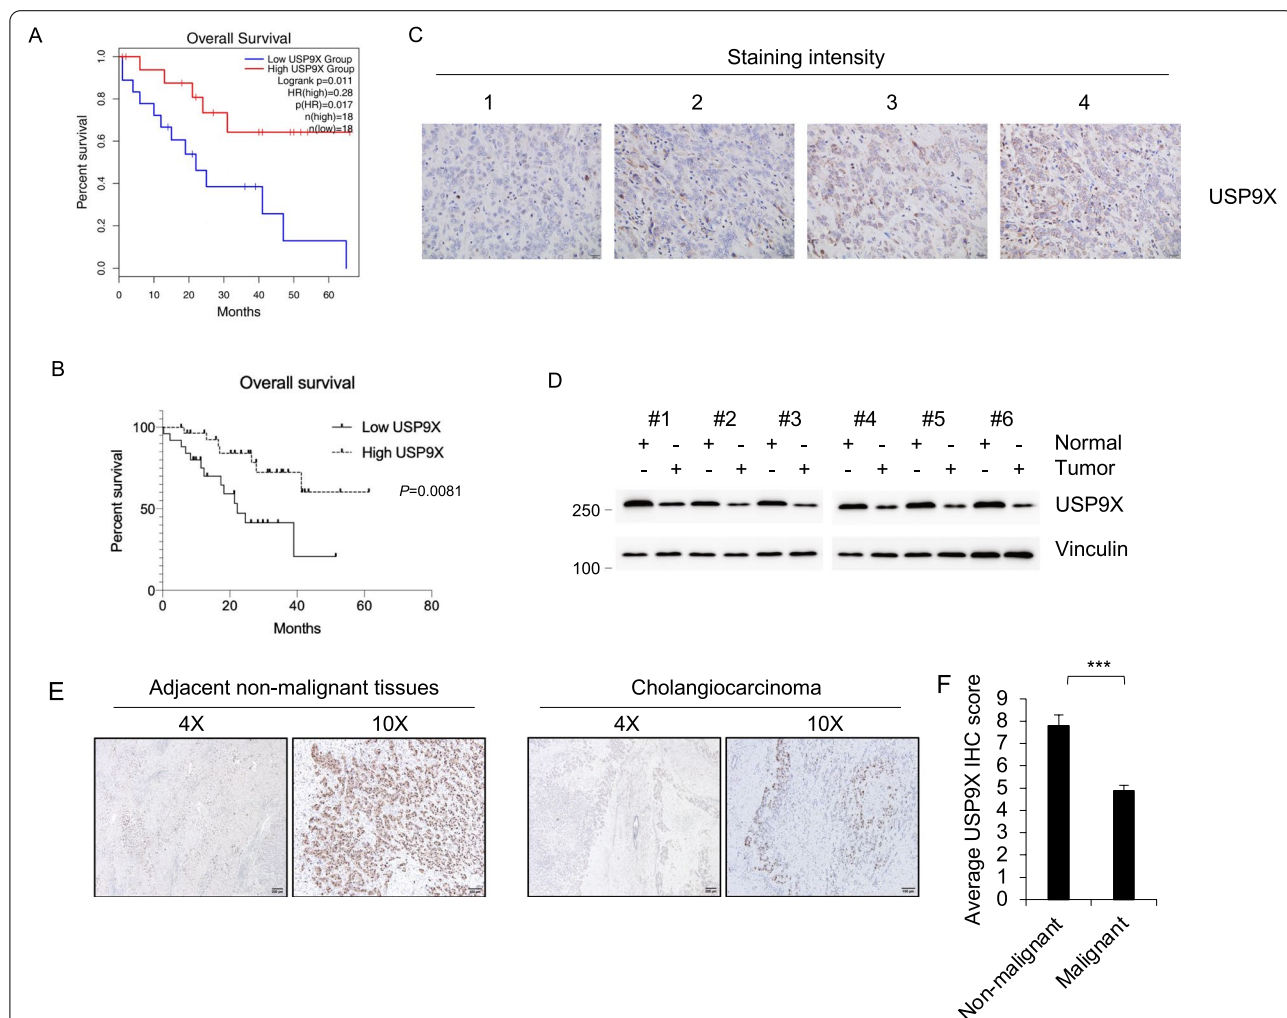 A
Overall Survival
Low USP9X Group
High USP9X Group
Logrank p=0.011
HR(high)=0.28
p(HR)=0.017
n(high)=18
n(low)=18
Percent survival
1.0
0.8
0.6
0.4
0.2
0.0
0 10 20 30 40 50 60
Months
B
Overall survival
Low USP9X
High USP9X
P=0.0081
Percent survival
100
50
0
0 20 40 60 80
Months
C
Staining intensity
1 2 3 4
USP9X
D
#1 #2 #3 #4 #5 #6
+ - + - + - + - + - + - Normal
- + - + - + - + - + - + Tumor
250 USP9X
100 Vinculin
E
Adjacent non-malignant tissues
4X 10X
Cholangiocarcinoma
4X 10X
F
***
Average USP9X IHC score
9
8
7
6
5
4
3
2
1
0
Non-malignant
Malignant